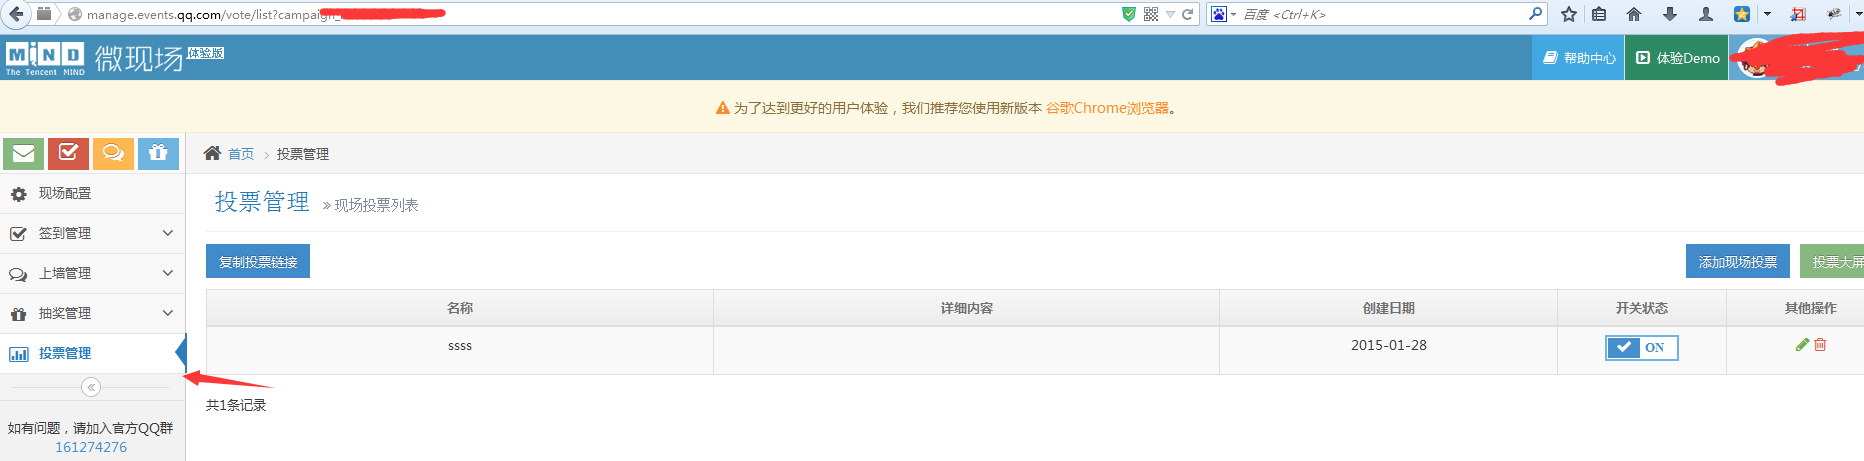 manage.events.qq.com/vote/list?campaign_
百度 <Ctrl+K>
MIND
The Tencent MIND
微现场
体验版
帮助中心
体验Demo
为了达到更好的用户体验，我们推荐您使用新版本 谷歌Chrome浏览器。
首页 > 投票管理
现场配置
签到管理
上墙管理
抽奖管理
投票管理
如有问题，请加入官方QQ群
161274276
投票管理 » 现场投票列表
复制投票链接
添加现场投票
投票大屏
名称 详细内容 创建日期 开关状态 其他操作
ssss 2015-01-28 ON
共1条记录